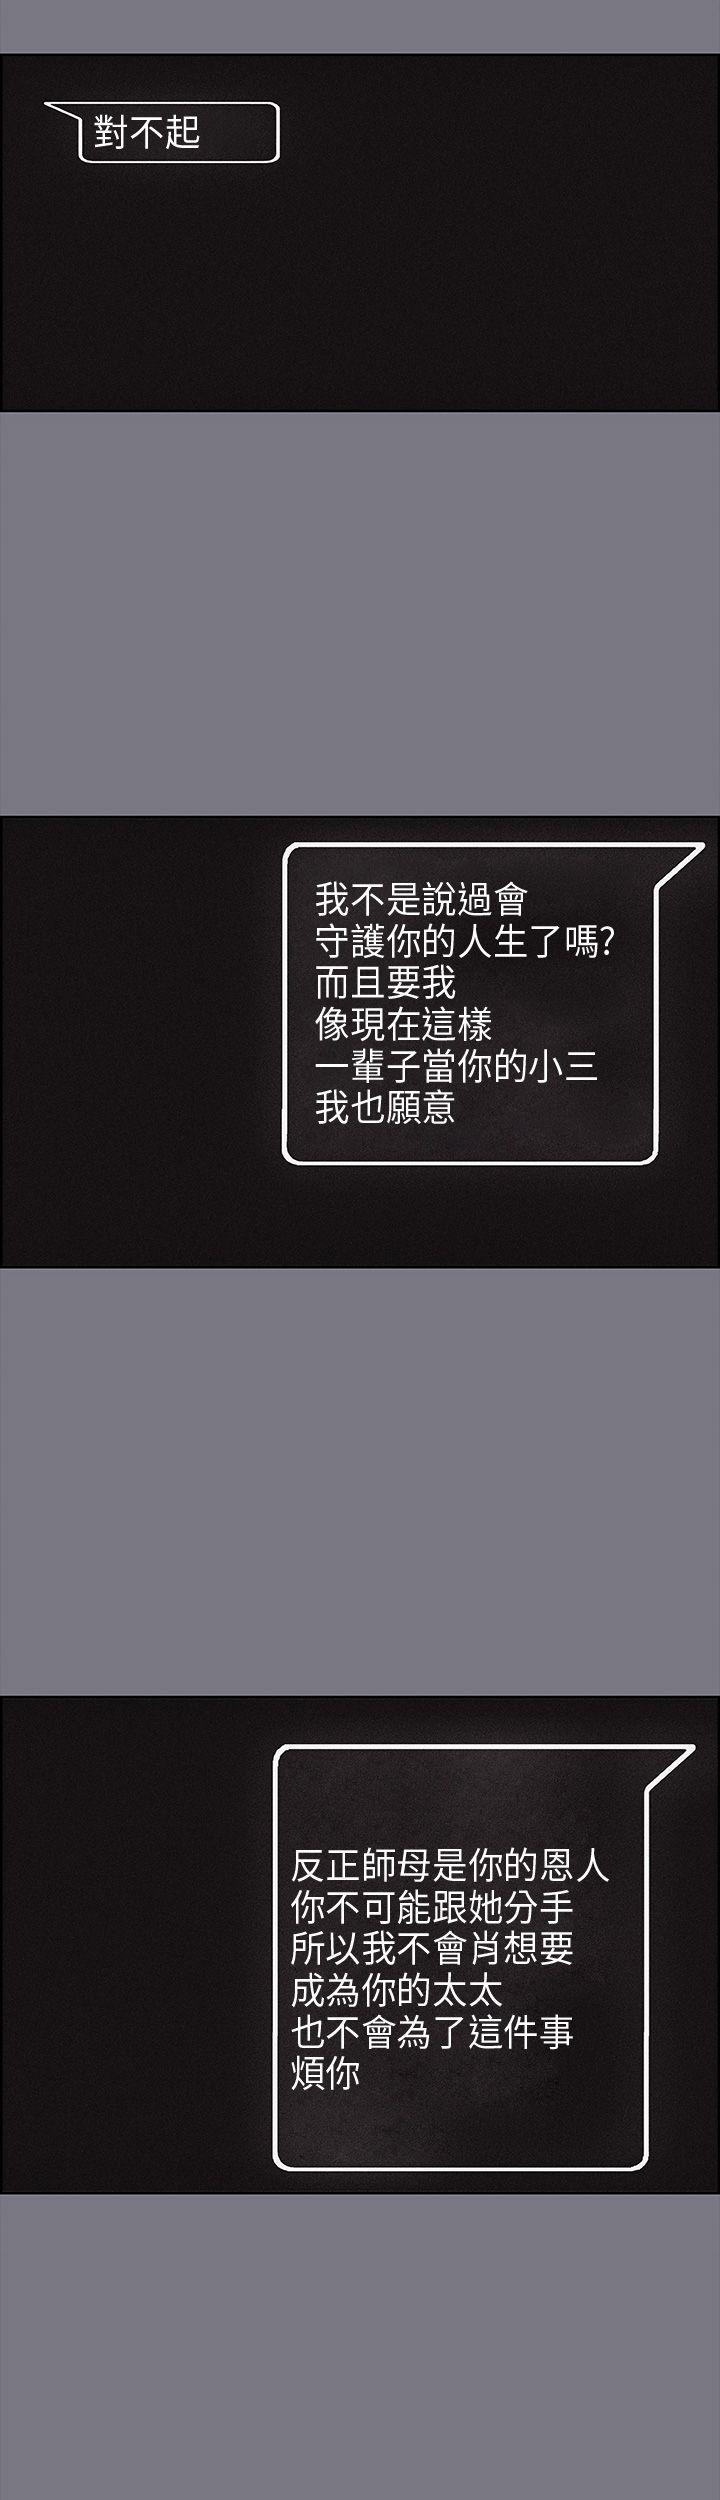 對不起
我不是說過會
守護你的人生了嗎?
而且要我
像現在這樣
一輩子當你的小三
我也願意
反正師母是你的恩人
你不可能跟她分手
所以我不會肖想要
成為你的太太
也不會為了這件事
煩你